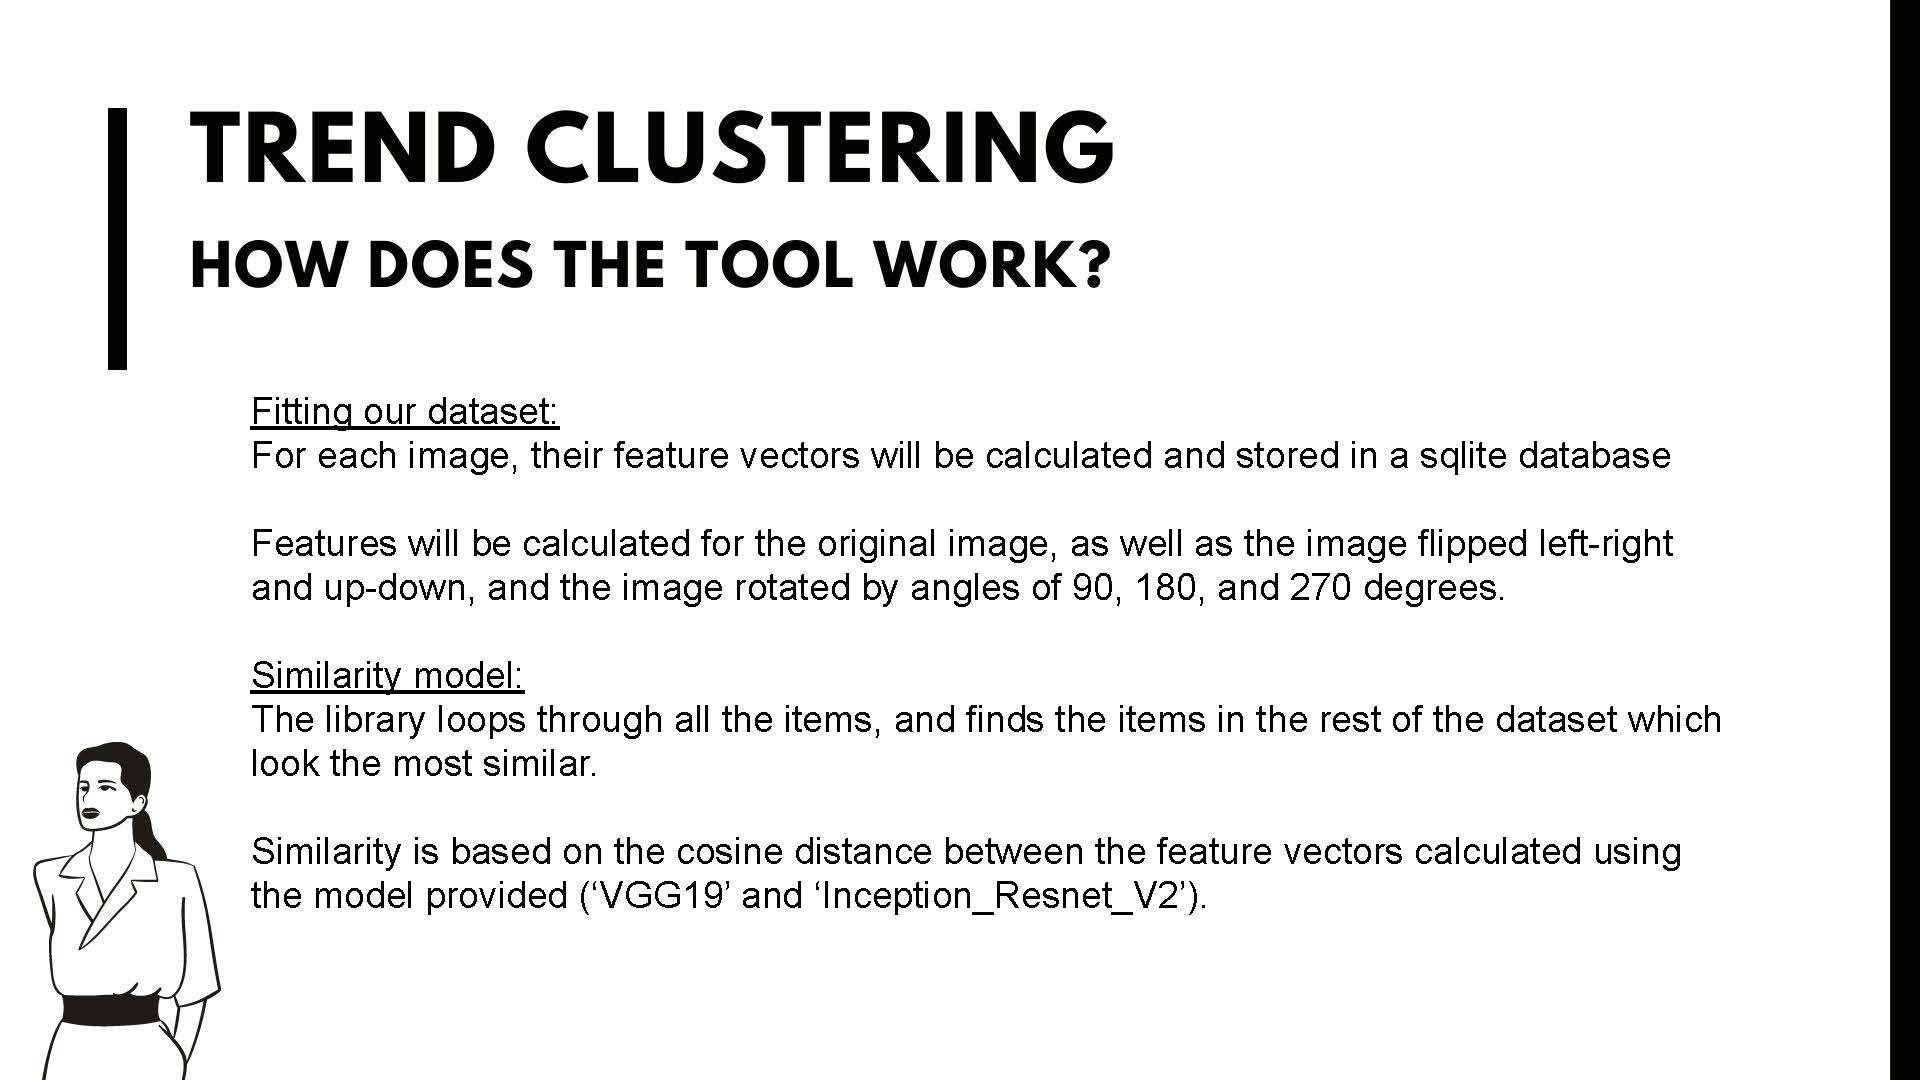 TREND CLUSTERING
HOW DOES THE TOOL WORK?
Fitting our dataset:
For each image, their feature vectors will be calculated and stored in a sqlite database
Features will be calculated for the original image, as well as the image flipped left-right
and up-down, and the image rotated by angles of 90, 180, and 270 degrees.
Similarity model:
The library loops through all the items, and finds the items in the rest of the dataset which
look the most similar.
Similarity is based on the cosine distance between the feature vectors calculated using
the model provided (‘VGG19’ and ‘Inception_Resnet_V2’).